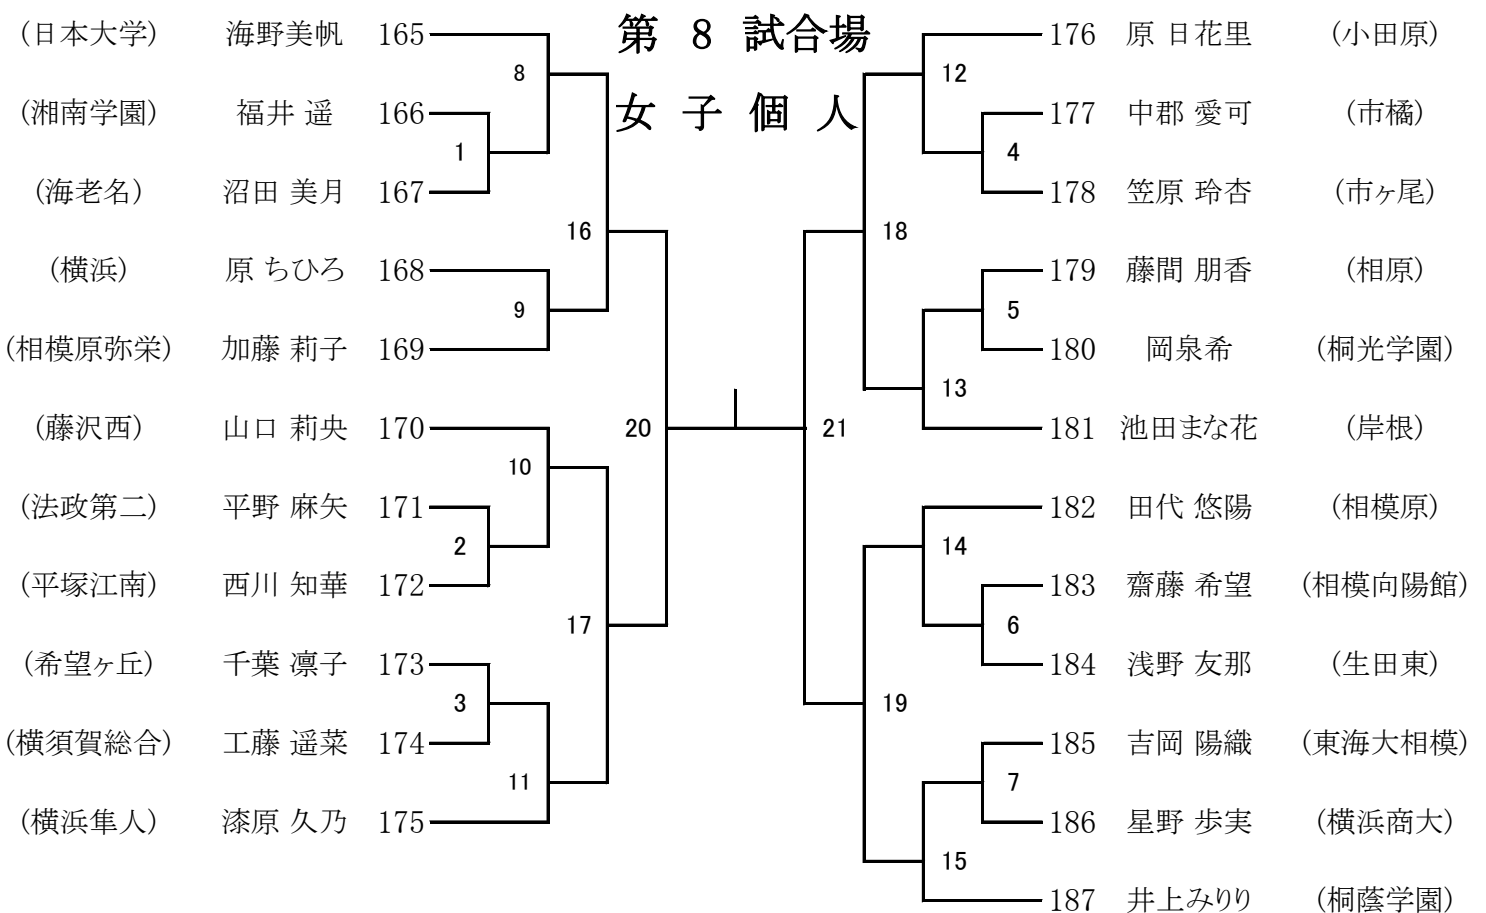 第 8 試合場
女 子 個 人
(日本大学) 海野美帆 165
8
(湘南学園) 福井 遥 166
1
(海老名) 沼田 美月 167
16
(横浜) 原 ちひろ 168
9
(相模原弥栄) 加藤 莉子 169
20
(藤沢西) 山口 莉央 170
10
(法政第二) 平野 麻矢 171
2
(平塚江南) 西川 知華 172
17
(希望ヶ丘) 千葉 凛子 173
3
(横須賀総合) 工藤 遥菜 174
11
(横浜隼人) 漆原 久乃 175
176 原 日花里 (小田原)
12
177 中郡 愛可 (市橘)
4
178 笠原 玲杏 (市ヶ尾)
18
179 藤間 朋香 (相原)
5
180 岡泉希 (桐光学園)
13
181 池田まな花 (岸根)
21
182 田代 悠陽 (相模原)
14
183 齋藤 希望 (相模向陽館)
6
184 浅野 友那 (生田東)
19
185 吉岡 陽織 (東海大相模)
7
186 星野 歩実 (横浜商大)
15
187 井上みりり (桐蔭学園)